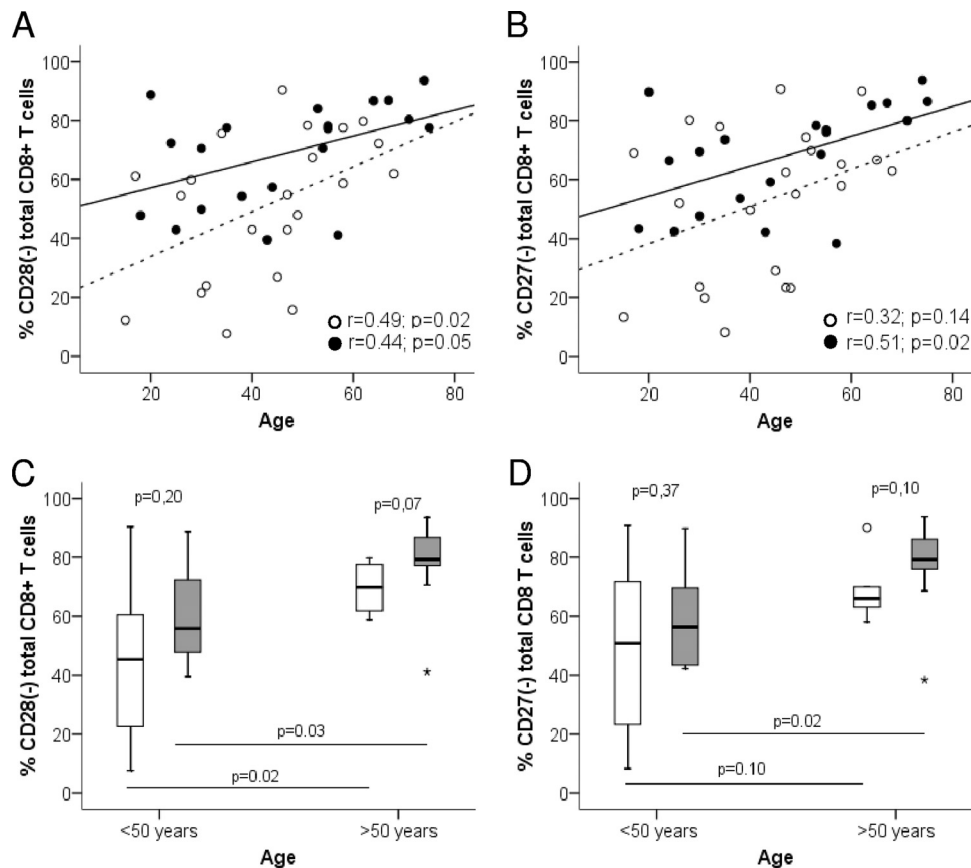 A
% CD28(-) total CD8+ T cells
100
80
60
40
20
0
r=0.49; p=0.02
r=0.44; p=0.05
20 40 60 80
Age
B
% CD27(-) total CD8+ T cells
100
80
60
40
20
0
r=0.32; p=0.14
r=0.51; p=0.02
20 40 60 80
Age
C
% CD28(-) total CD8+ T cells
100
80
60
40
20
0
p=0,20
p=0,07
p=0.03
p=0.02
<50 years >50 years
Age
D
% CD27(-) total CD8 T cells
100
80
60
40
20
0
p=0,37
p=0,10
p=0.02
p=0.10
<50 years >50 years
Age